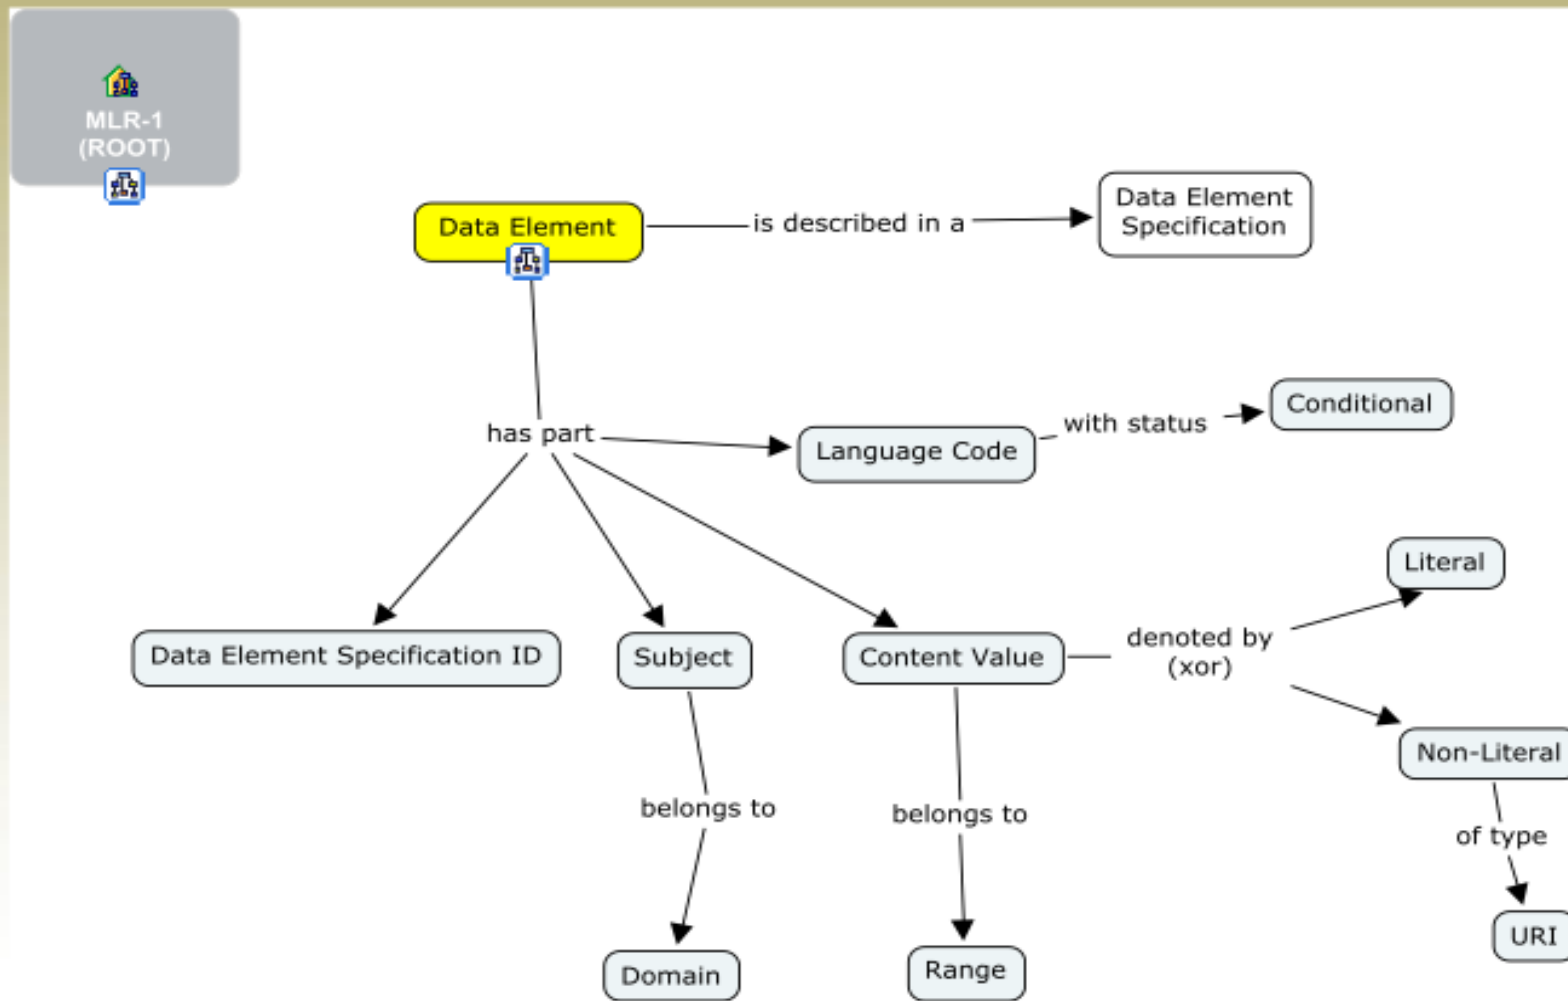 MLR-1
(ROOT)
Data Element
is described in a
Data Element
Specification
has part
Language Code
with status
Conditional
Literal
Data Element Specification ID
Subject
Content Value
denoted by
(xor)
Non-Literal
belongs to
belongs to
of type
URI
Domain
Range